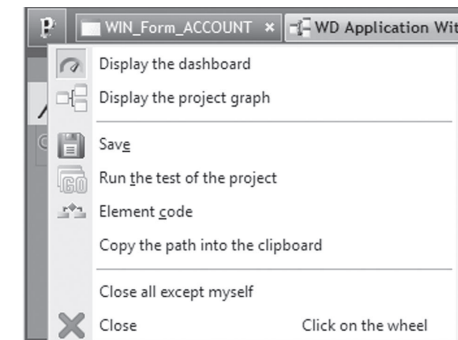 WIN_Form_ACCOUNT × WD Application Wit
Display the dashboard
Display the project graph
Save
Run the test of the project
GO
Element code
Copy the path into the clipboard
Close all except myself
Close Click on the wheel